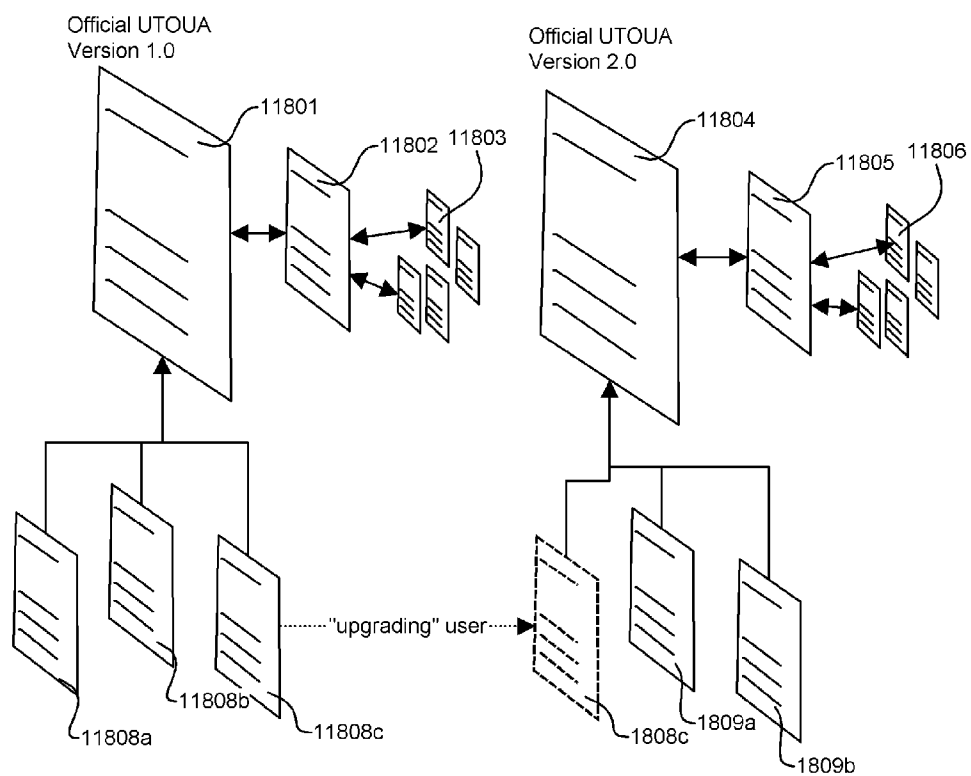 Official UTOUA
Version 1.0
Official UTOUA
Version 2.0
11801
11802
11803
11804
11805
11806
"upgrading" user
11808a
11808b
11808c
1808c
1809a
1809b